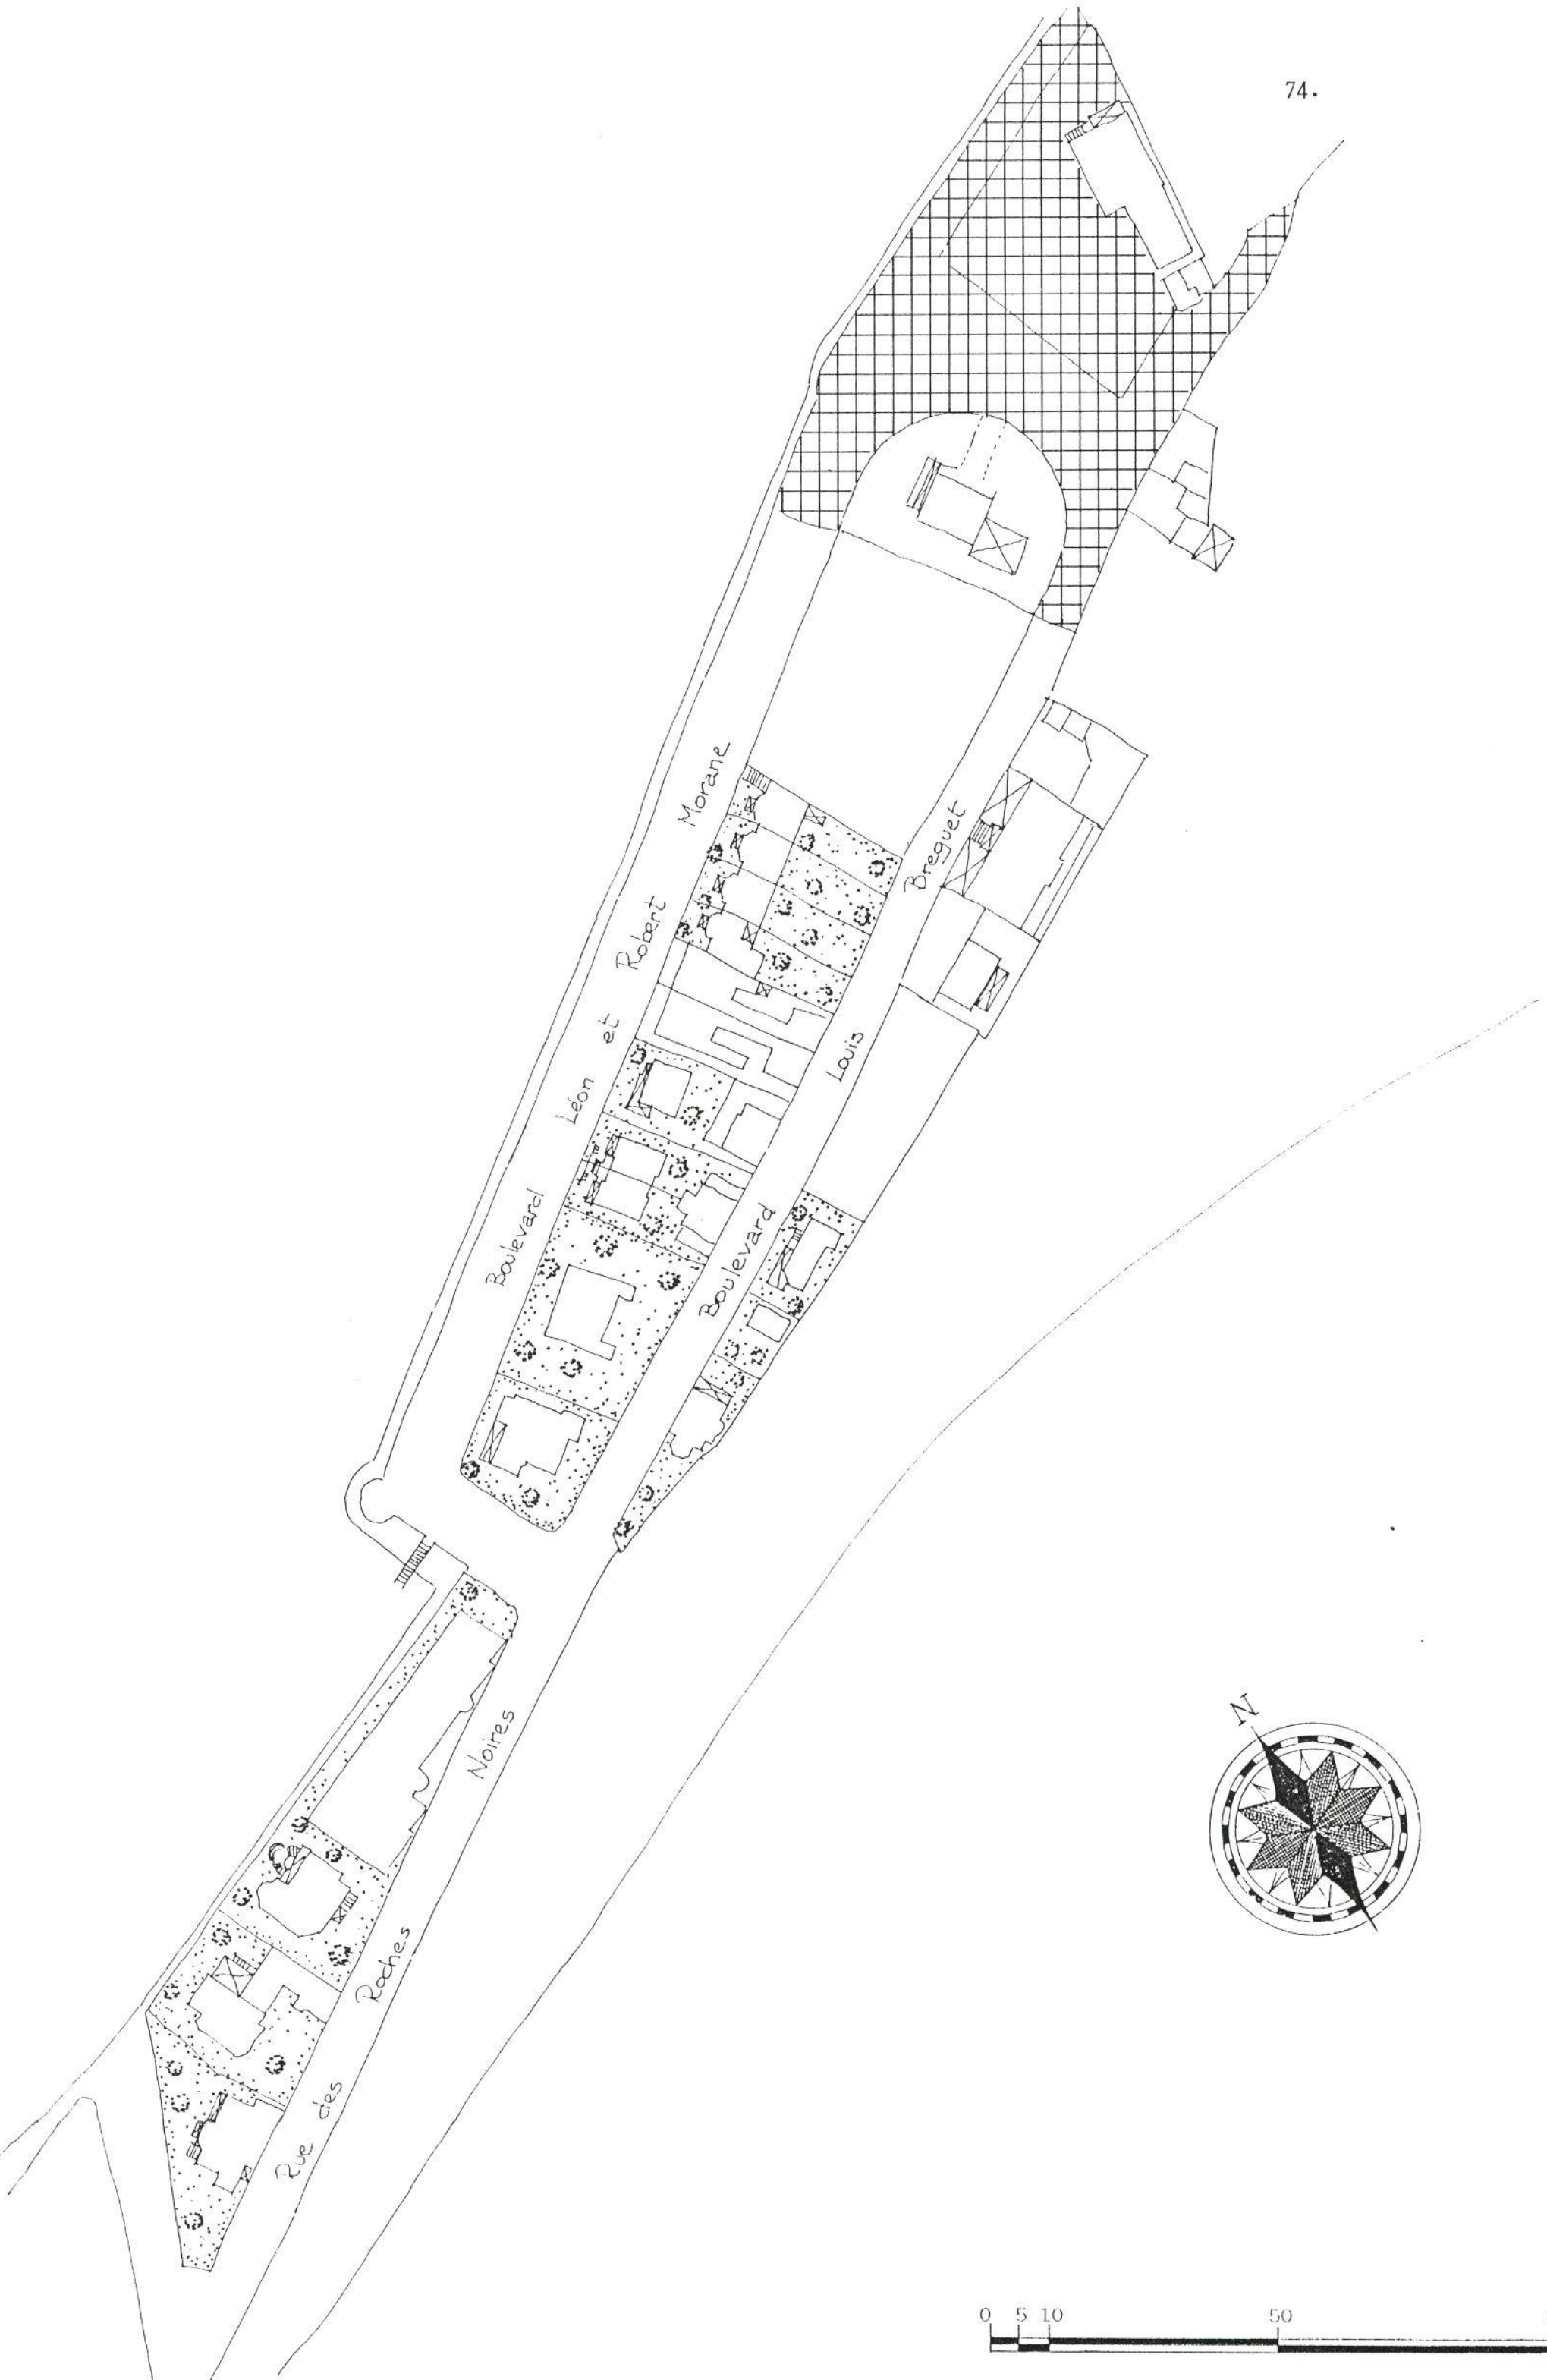 74.
Boulevard Léon et Robert Morane
Boulevard Louis Breguet
Rue des Roches Noires
N
0 5 10 50